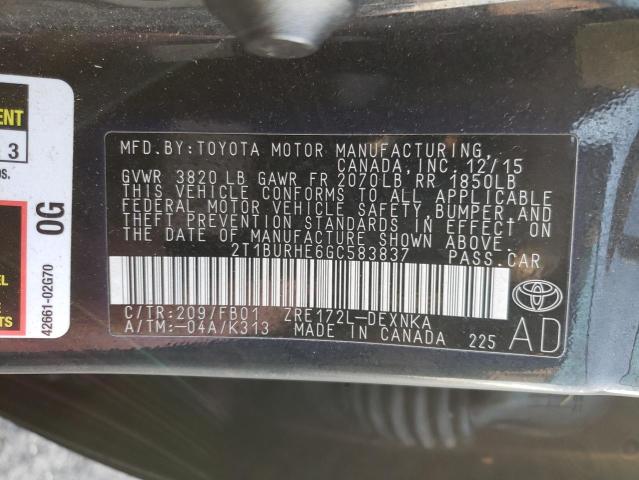 ENT
3
os.
EL
0G
42661-02G70
MFD.BY:TOYOTA MOTOR MANUFACTURING,
CANADA, INC. 12/15
GVWR 3820 LB GAWR FR 2070LB RR 1850LB
THIS VEHICLE CONFORMS TO ALL APPLICABLE
FEDERAL MOTOR VEHICLE SAFETY, BUMPER, AND
THEFT PREVENTION STANDARDS IN EFFECT ON
THE DATE OF MANUFACTURE SHOWN ABOVE.
2T1BURHE6GC583837 PASS.CAR
C/TR:209/FB01 ZRE172L-DEXNKA
A/TM:-04A/K313 MADE IN CANADA 225
AD